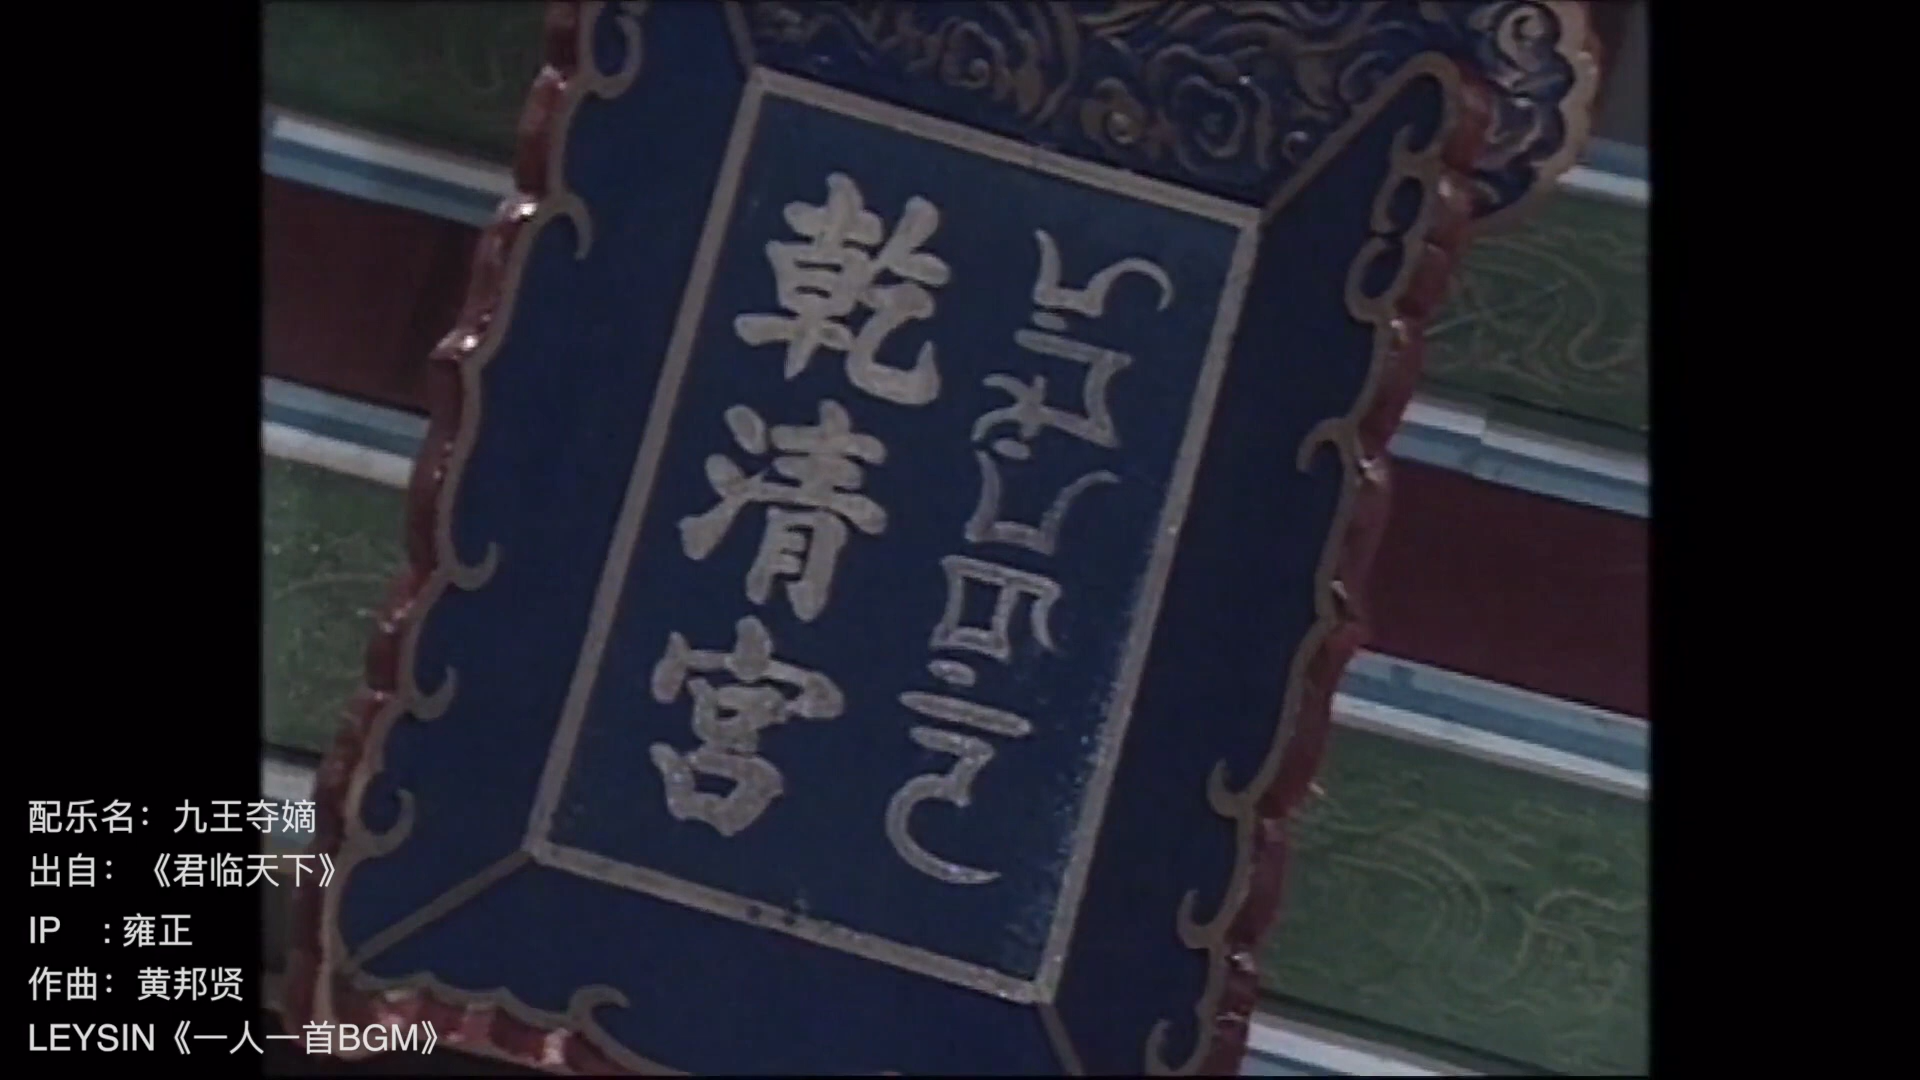 乾清宮
配乐名：九王夺嫡
出自：《君临天下》
IP ：雍正
作曲：黄邦贤
LEYSIN《一人一首BGM》